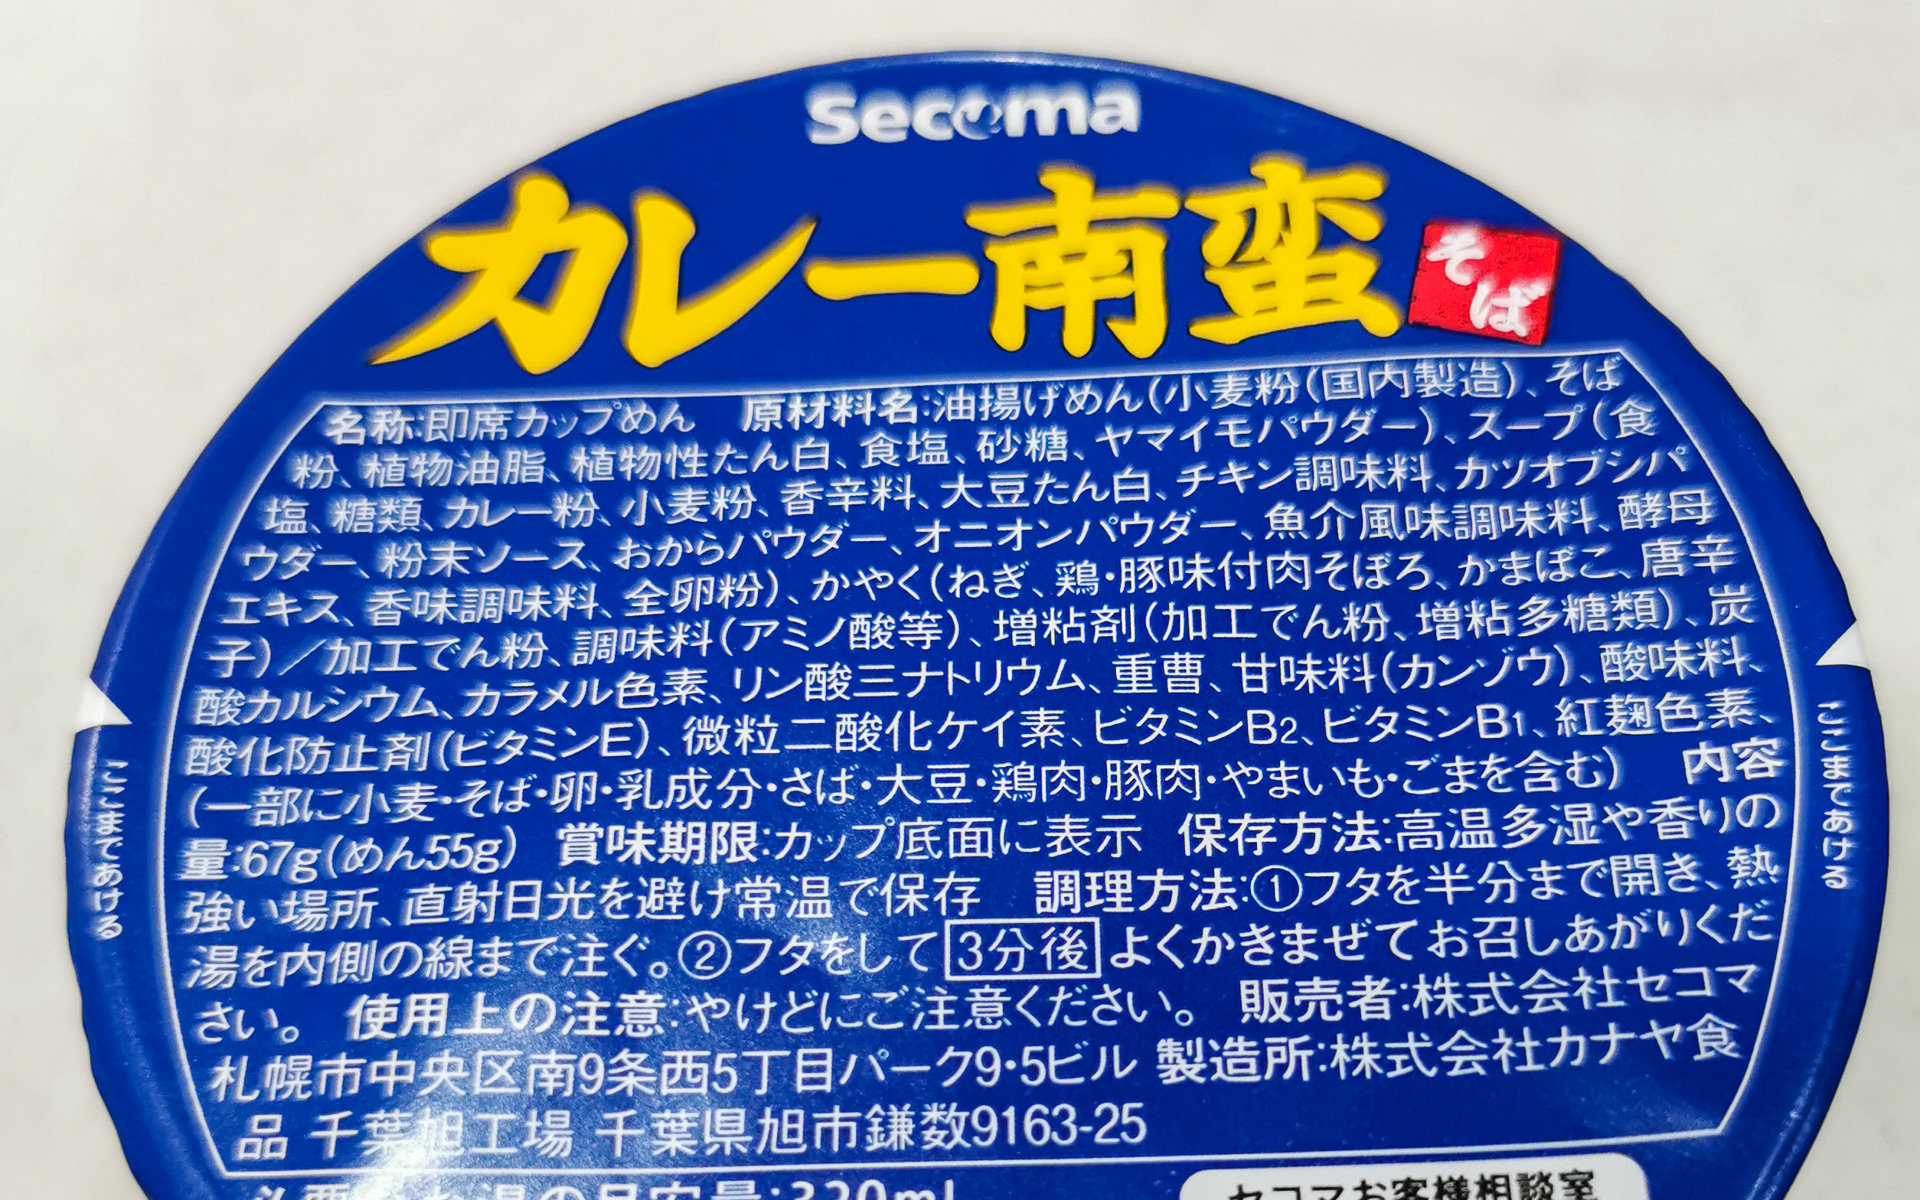 Secoma
カレー南蛮
そば
名称:即席カップめん 原材料名:油揚げめん(小麦粉(国内製造)、そば
粉、植物油脂、植物性たん白、食塩、砂糖、ヤマイモパウダー)、スープ(食
塩、糖類、カレー粉、小麦粉、香辛料、大豆たん白、チキン調味料、カツオブシパ
ウダー、粉末ソース、おからパウダー、オニオンパウダー、魚介風味調味料、酵母
エキス、香味調味料、全卵粉)、かやく(ねぎ、鶏・豚味付肉そぼろ、かまぼこ、唐辛
子)/加工でん粉、調味料(アミノ酸等)、増粘剤(加工でん粉、増粘多糖類)、炭
酸カルシウム、カラメル色素、リン酸三ナトリウム、重曹、甘味料(カンゾウ)、酸味料、
酸化防止剤(ビタミンE)、微粒二酸化ケイ素、ビタミンB2、ビタミンB1、紅麹色素、
(一部に小麦・そば・卵・乳成分・さば・大豆・鶏肉・豚肉・やまいも・ごまを含む) 内容
量:67g(めん55g) 賞味期限:カップ底面に表示 保存方法:高温多湿や香りの
強い場所、直射日光を避け常温で保存 調理方法:①フタを半分まで開き、熱
湯を内側の線まで注ぐ。②フタをして3分後よくかきまぜてお召しあがりくだ
さい。 使用上の注意:やけどにご注意ください。 販売者:株式会社セコマ
札幌市中央区南9条西5丁目パーク9・5ビル 製造所:株式会社カナヤ食
品 千葉旭工場 千葉県旭市鎌数9163-25
お湯の目安量:320ml
セコマお客様相談室
ここまであける
ここまであける